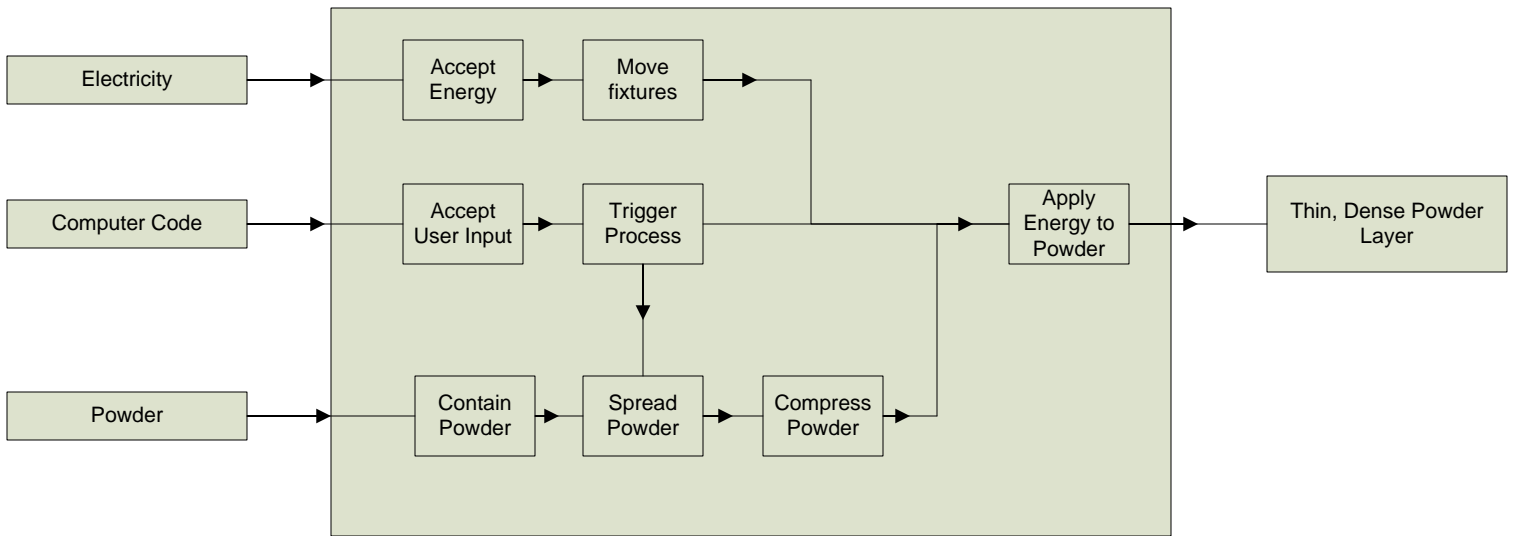 Electricity
Accept
Energy
Move
fixtures
Computer Code
Accept
User Input
Trigger
Process
Apply
Energy to
Powder
Thin, Dense Powder
Layer
Powder
Contain
Powder
Spread
Powder
Compress
Powder